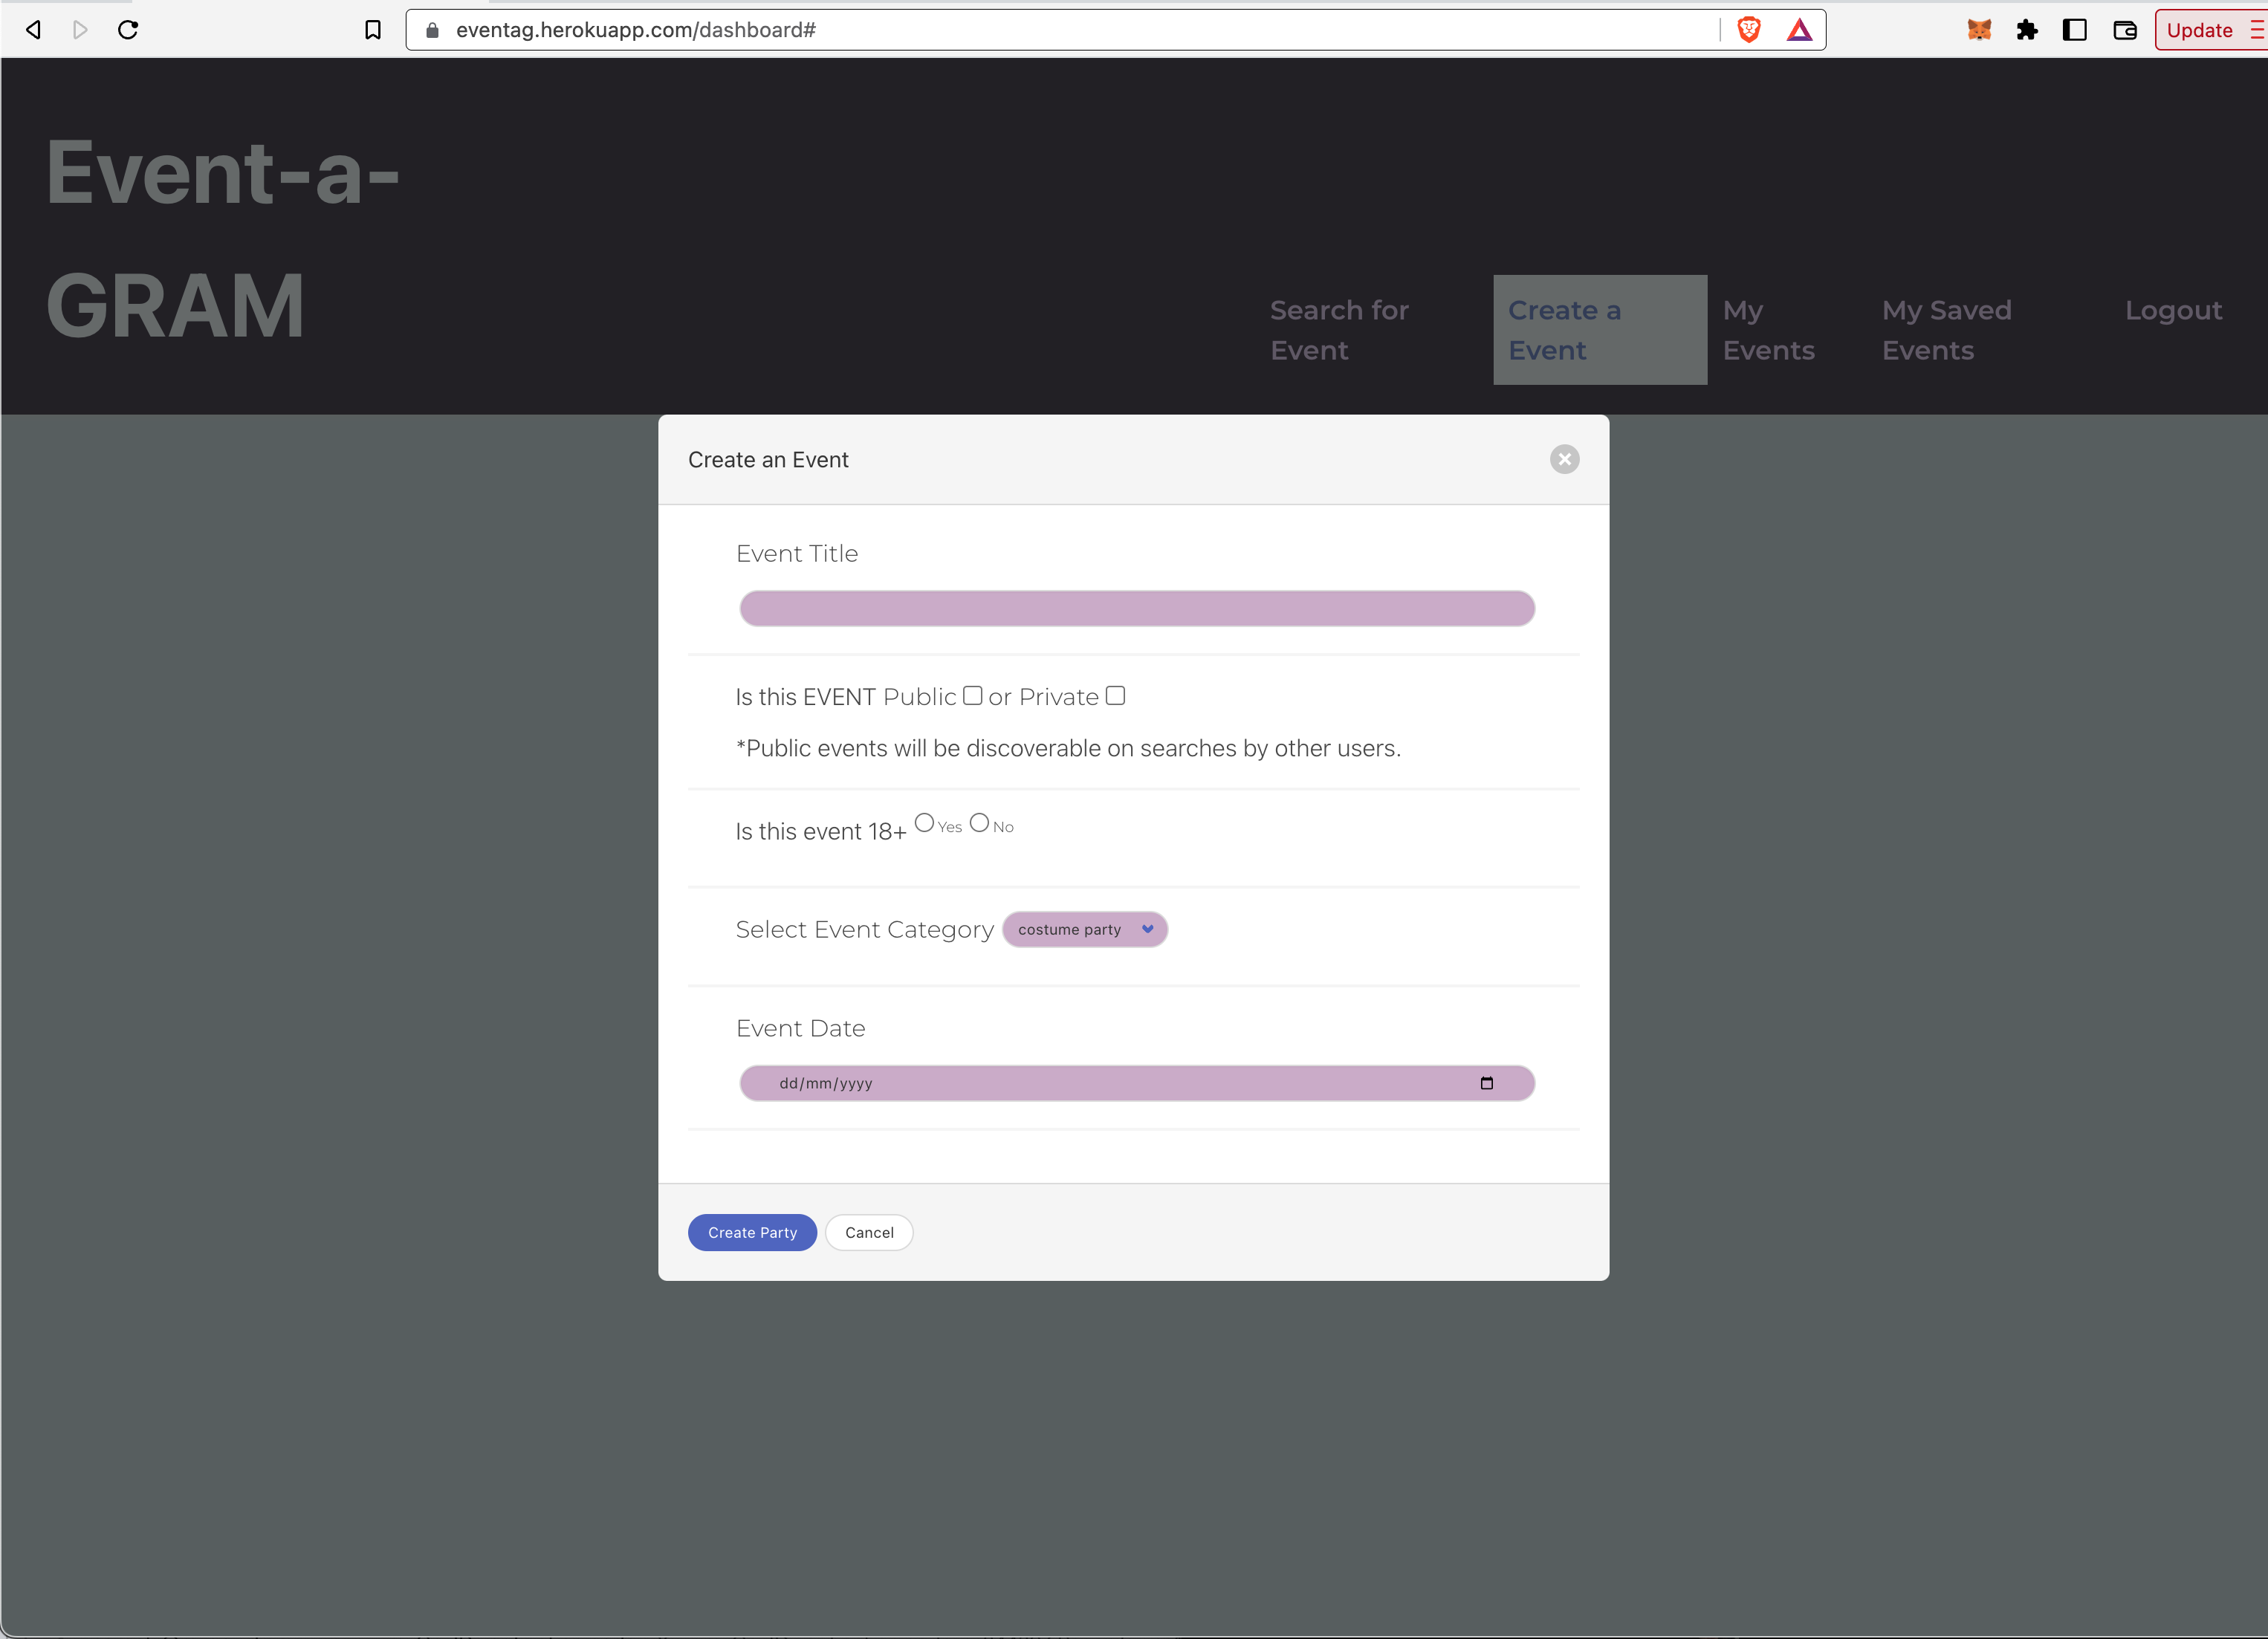 eventag.herokuapp.com/dashboard#
Update
Event-a-
GRAM
Search for
Event
Create a
Event
My
Events
My Saved
Events
Logout
Create an Event
Event Title
Is this EVENT Public or Private
*Public events will be discoverable on searches by other users.
Is this event 18+ Yes No
Select Event Category costume party
Event Date
dd/mm/yyyy
Create Party Cancel